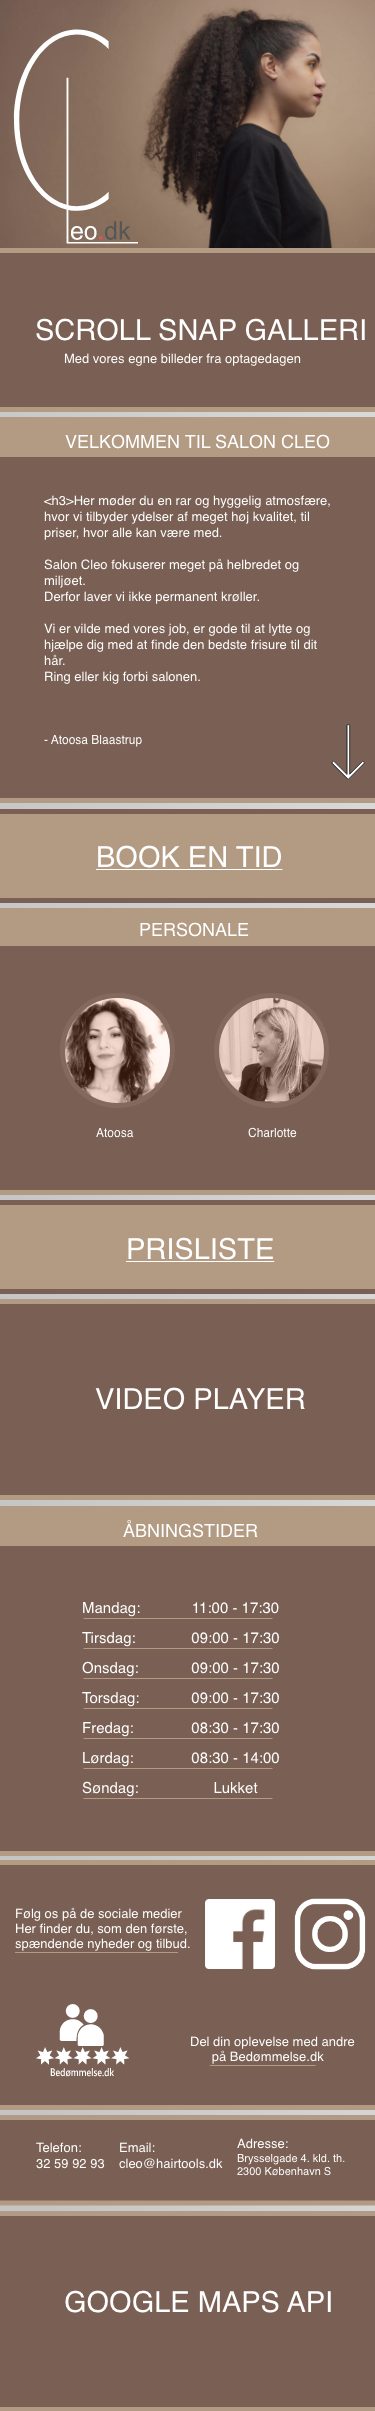 Cleo.dk
SCROLL SNAP GALLERI
Med vores egne billeder fra optagedagen
VELKOMMEN TIL SALON CLEO
<h3>Her møder du en rar og hyggelig atmosfære,
hvor vi tilbyder ydelser af meget høj kvalitet, til
priser, hvor alle kan være med.
Salon Cleo fokuserer meget på helbredet og
miljøet.
Derfor laver vi ikke permanent krøller.
Vi er vilde med vores job, er gode til at lytte og
hjælpe dig med at finde den bedste frisure til dit
hår.
Ring eller kig forbi salonen.
- Atoosa Blaastrup
BOOK EN TID
PERSONALE
Atoosa Charlotte
PRISLISTE
VIDEO PLAYER
ÅBNINGSTIDER
Mandag: 11:00 - 17:30
Tirsdag: 09:00 - 17:30
Onsdag: 09:00 - 17:30
Torsdag: 09:00 - 17:30
Fredag: 08:30 - 17:30
Lørdag: 08:30 - 14:00
Søndag: Lukket
Følg os på de sociale medier
Her finder du, som den første,
spændende nyheder og tilbud.
Bedømmelse.dk
Del din oplevelse med andre
på Bedømmelse.dk
Telefon:
32 59 92 93
Email:
cleo@hairtools.dk
Adresse:
Brysselgade 4. kld. th.
2300 København S
GOOGLE MAPS API